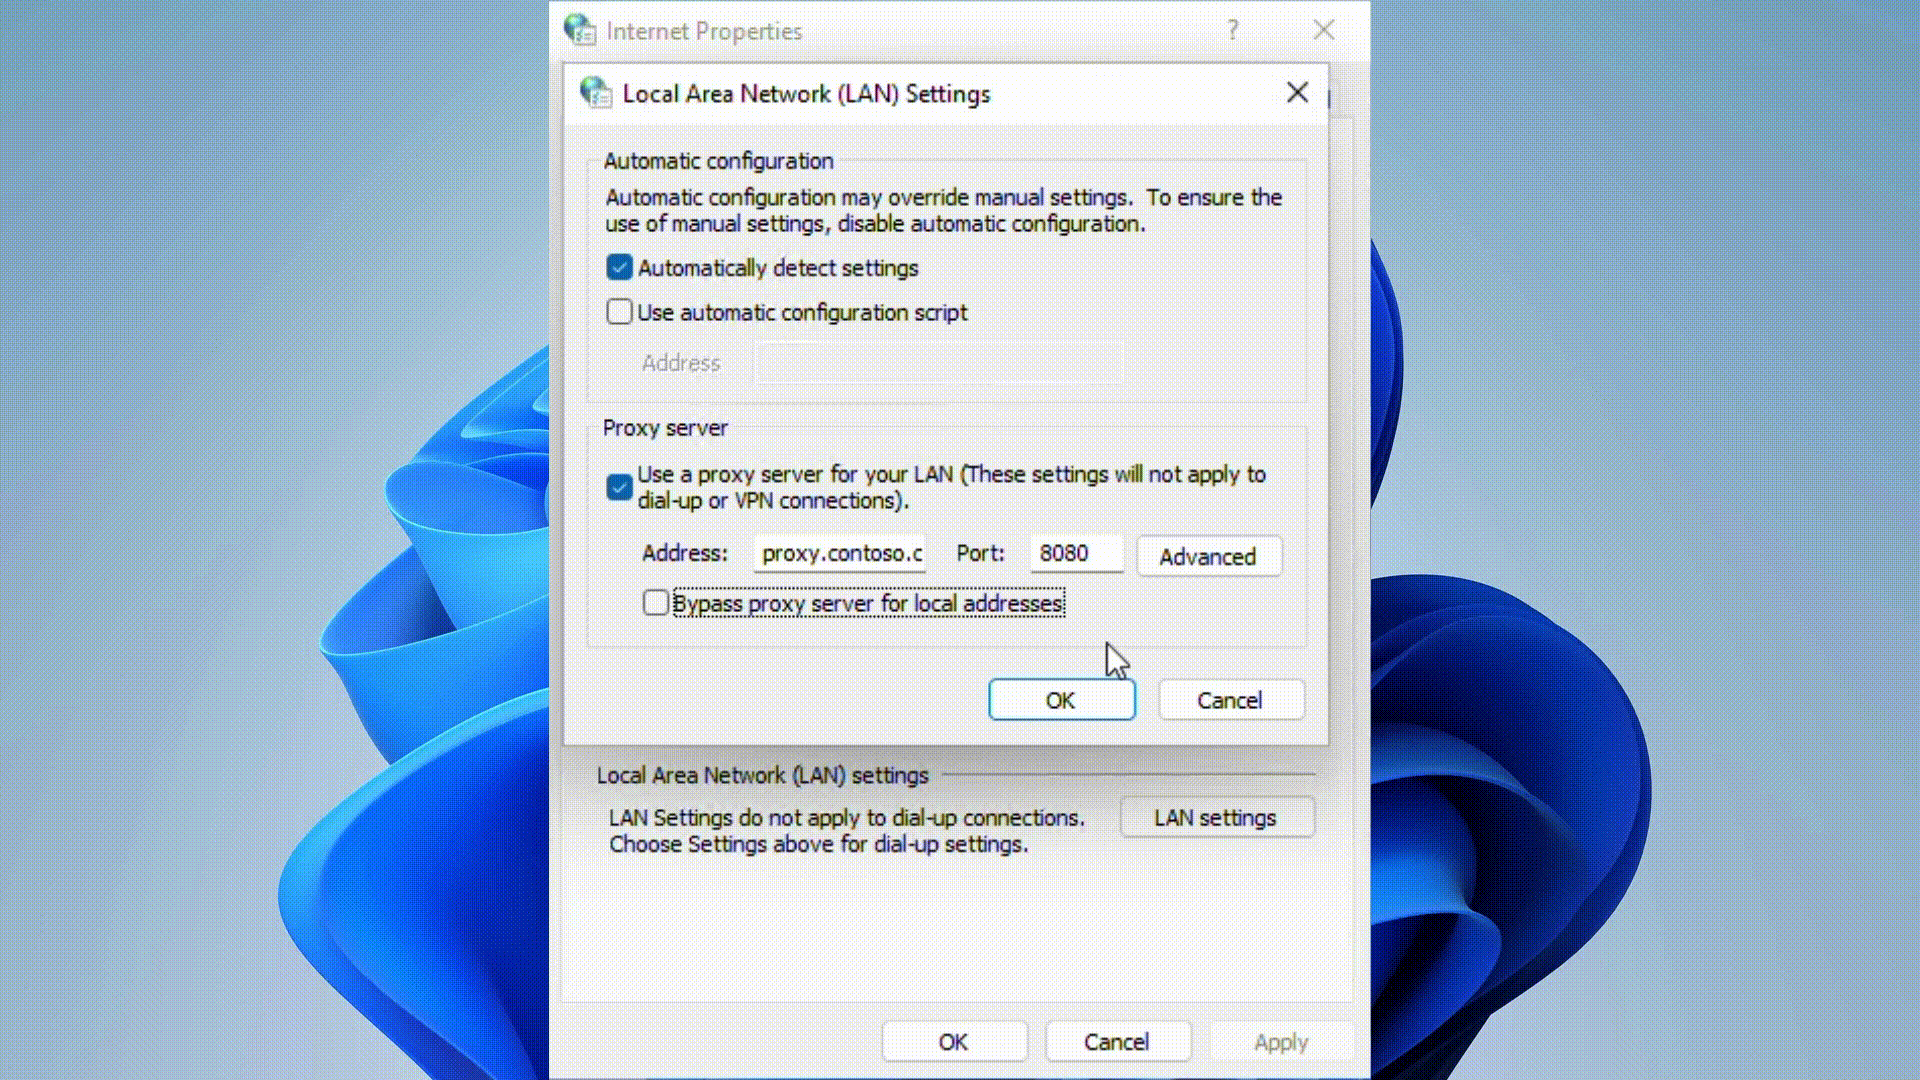 Internet Properties
?
Local Area Network (LAN) Settings
Automatic configuration
Automatic configuration may override manual settings.  To ensure the
use of manual settings, disable automatic configuration.
Automatically detect settings
Use automatic configuration script
Address
Proxy server
Use a proxy server for your LAN (These settings will not apply to
dial-up or VPN connections).
Address: proxy.contoso.c Port: 8080 Advanced
Bypass proxy server for local addresses
OK Cancel
Local Area Network (LAN) settings
LAN Settings do not apply to dial-up connections.
Choose Settings above for dial-up settings.
LAN settings
OK Cancel Apply